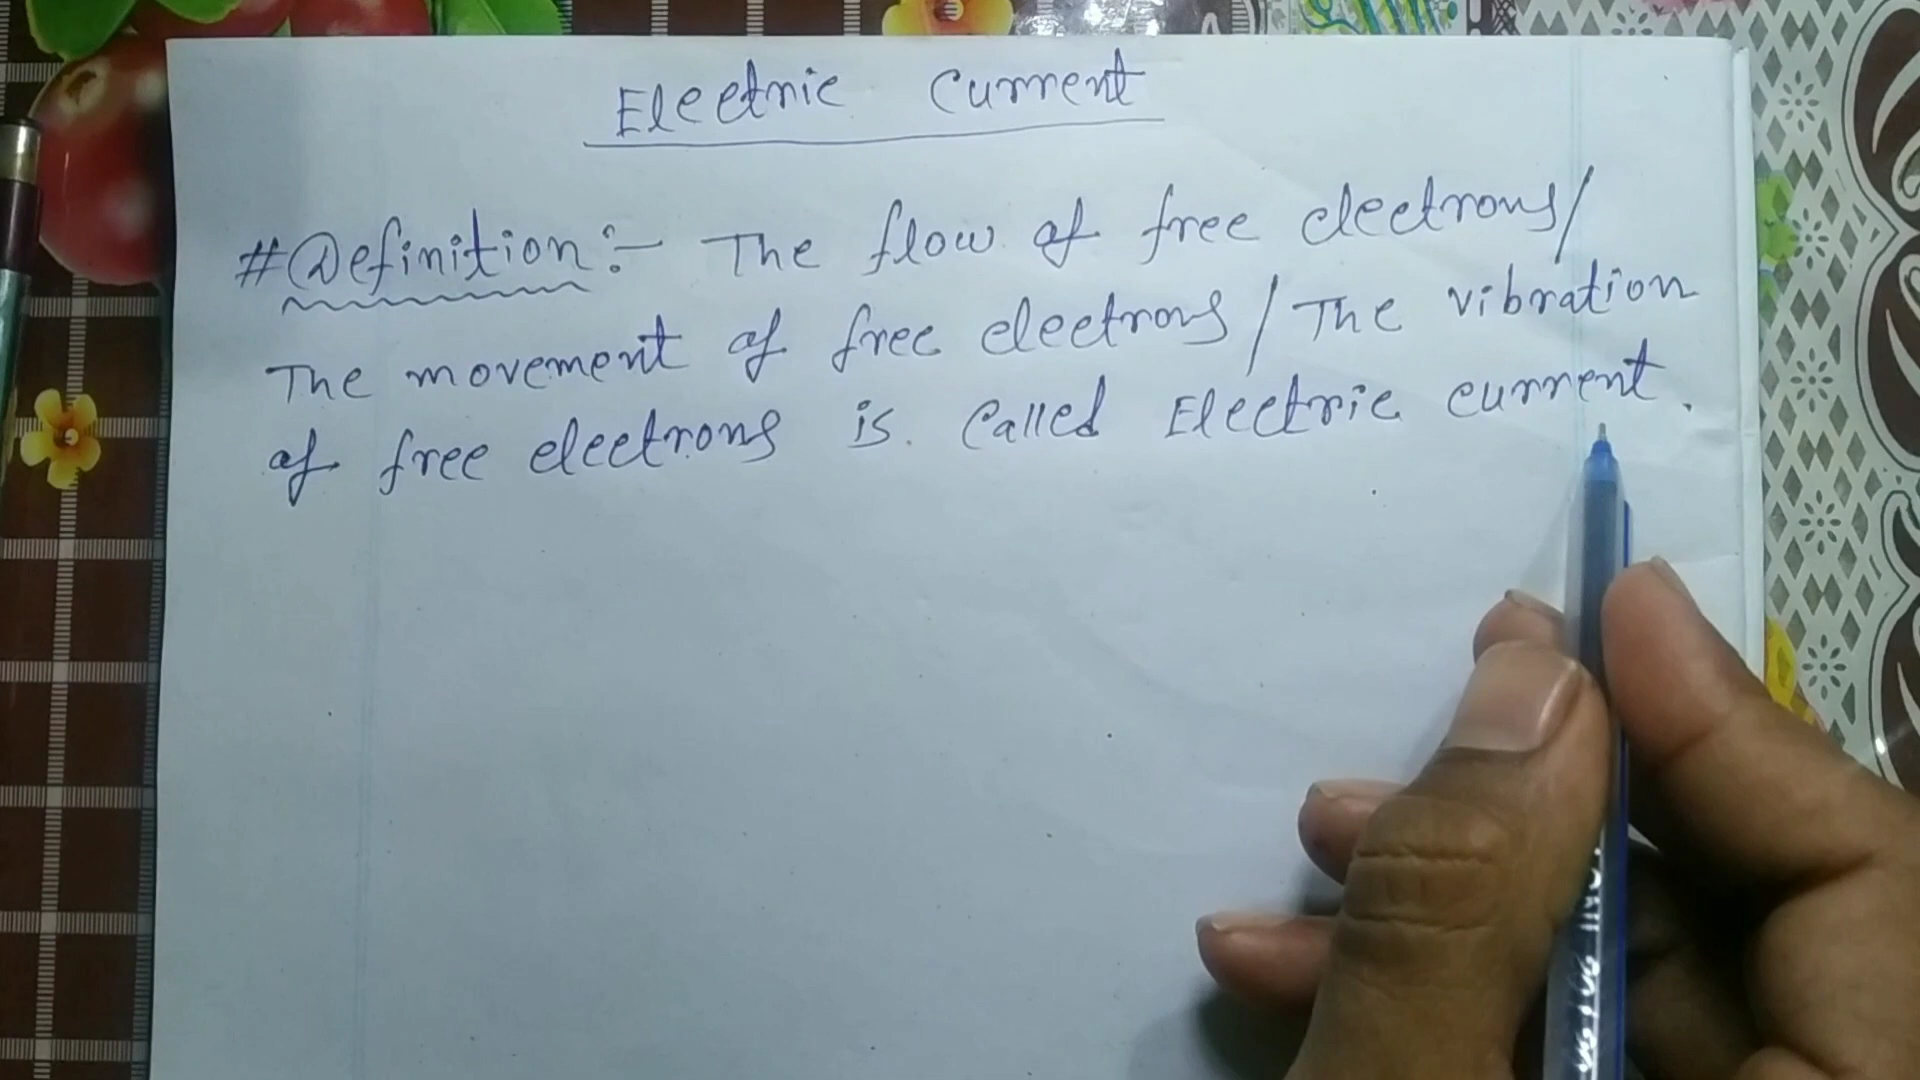 Electric Current
#Definition:- The flow of free electrons/
The movement of free electrons/The vibration
of free electrons is. Called Electric current.